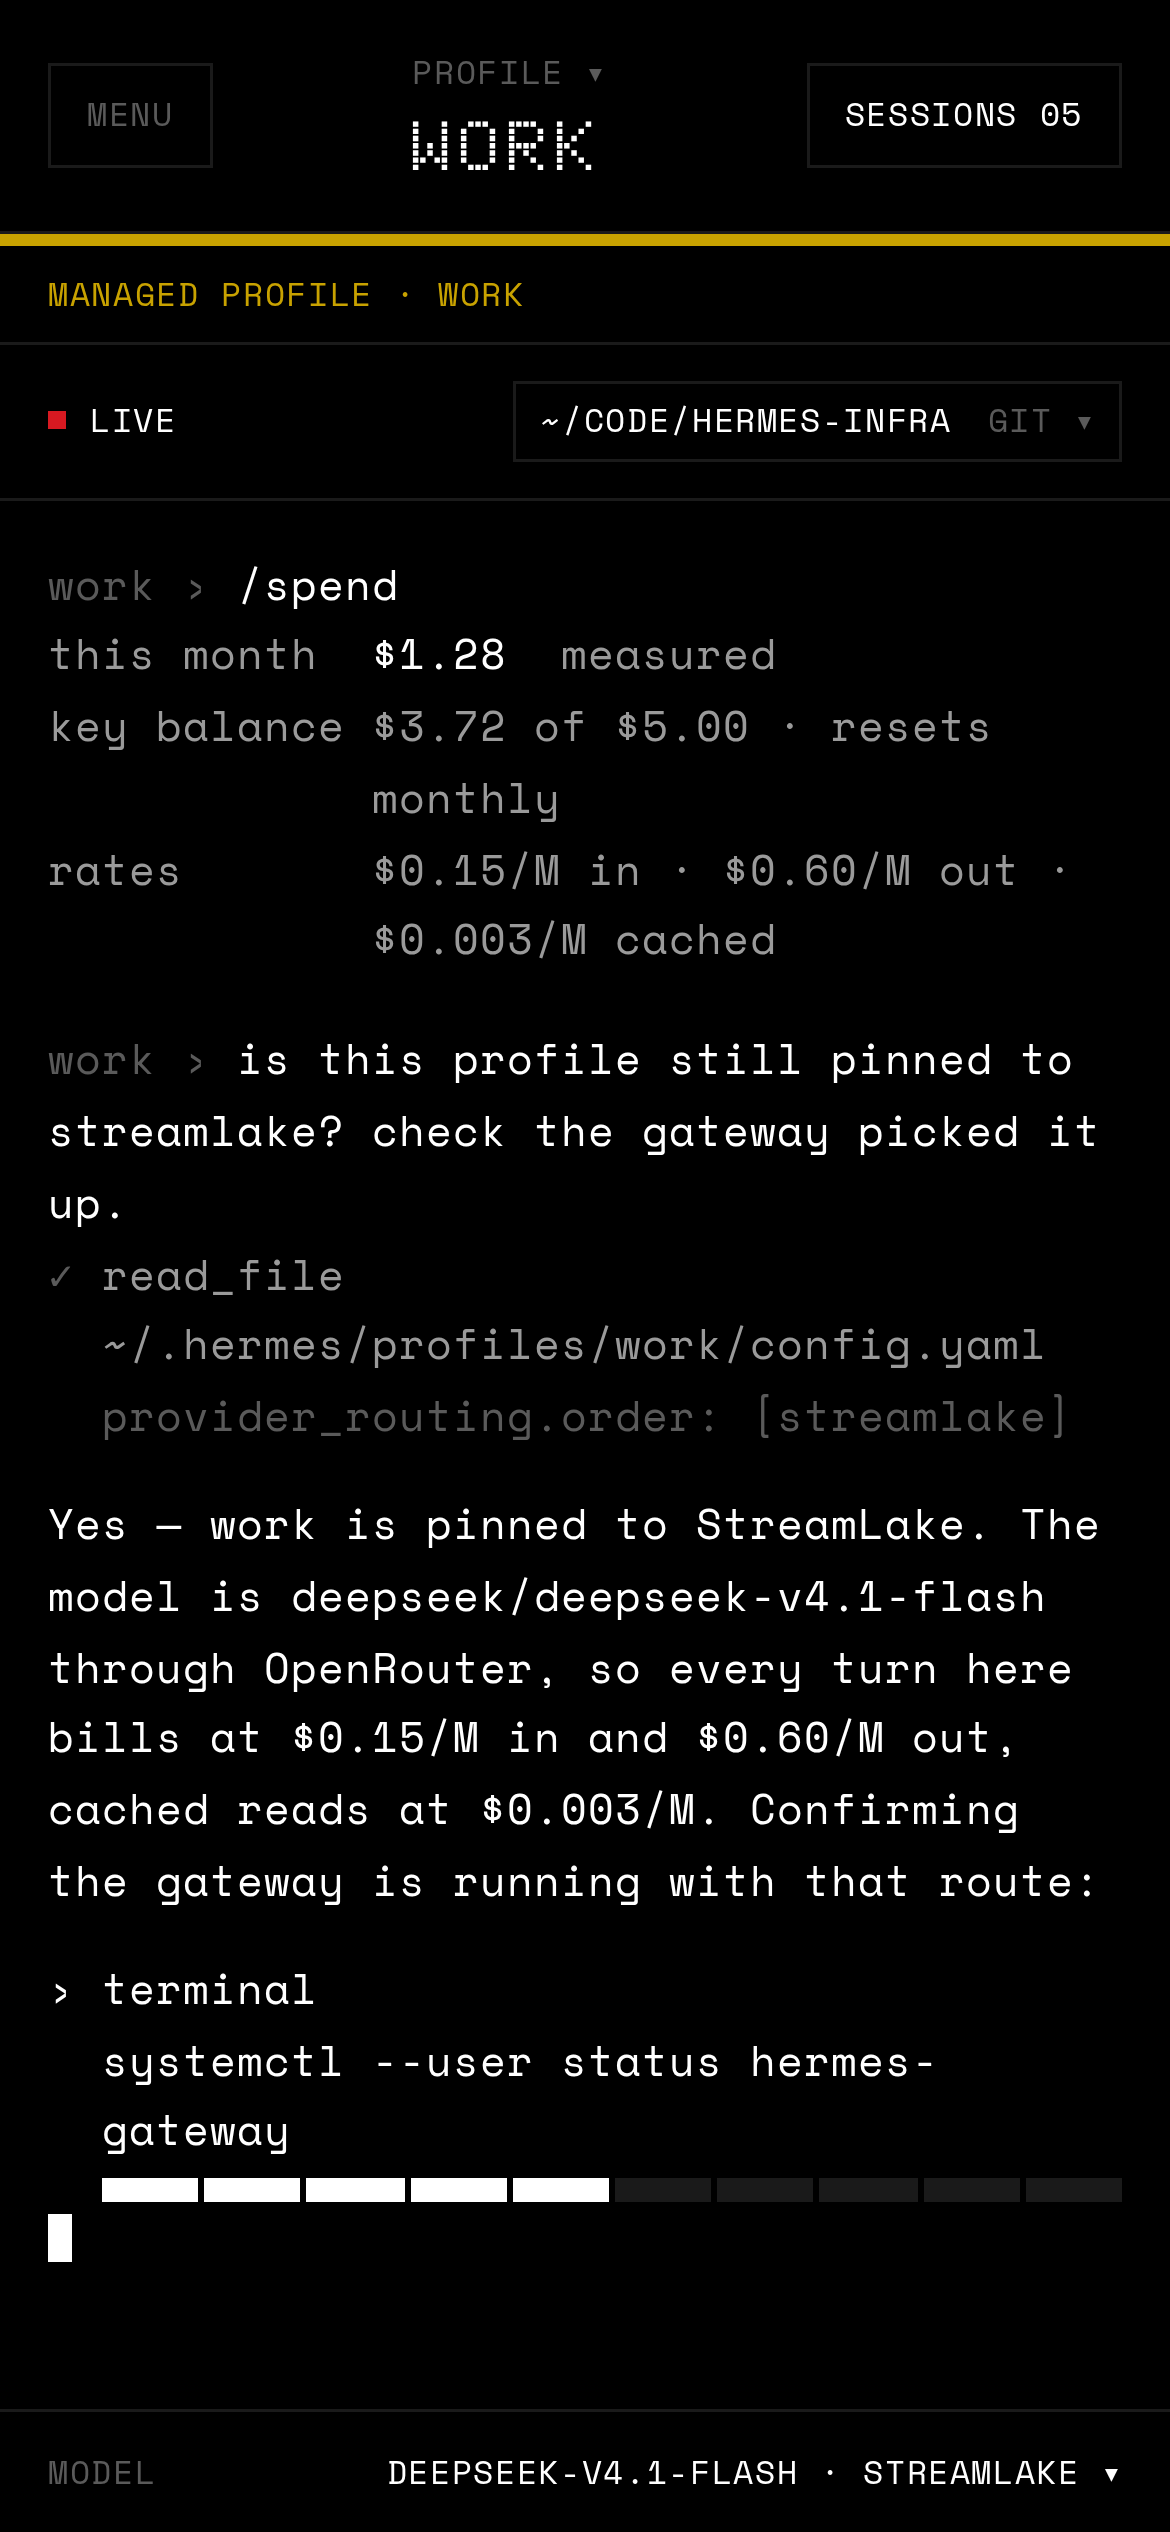 PROFILE ▾
MENU
WORK
SESSIONS 05
MANAGED PROFILE · WORK
LIVE
~/CODE/HERMES-INFRA GIT ▾
work › /spend
this month $1.28 measured
key balance $3.72 of $5.00 · resets
monthly
rates $0.15/M in · $0.60/M out ·
$0.003/M cached
work › is this profile still pinned to
streamlake? check the gateway picked it
up.
✓ read_file
~/.hermes/profiles/work/config.yaml
provider_routing.order: [streamlake]
Yes — work is pinned to StreamLake. The
model is deepseek/deepseek-v4.1-flash
through OpenRouter, so every turn here
bills at $0.15/M in and $0.60/M out,
cached reads at $0.003/M. Confirming
the gateway is running with that route:
› terminal
systemctl --user status hermes-
gateway
MODEL
DEEPSEEK-V4.1-FLASH · STREAMLAKE ▾